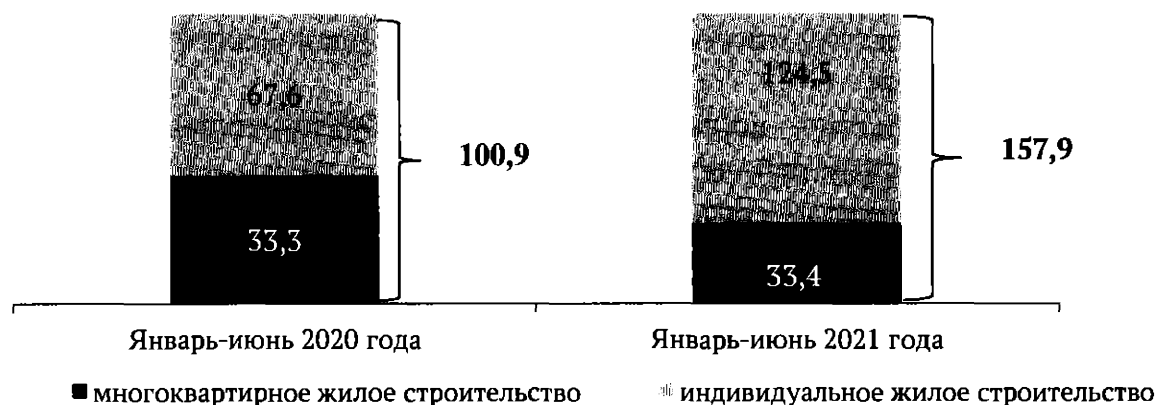 67,6
33,3
100,9
124,5
33,4
157,9
Январь-июнь 2020 года
Январь-июнь 2021 года
многоквартирное жилое строительство
индивидуальное жилое строительство